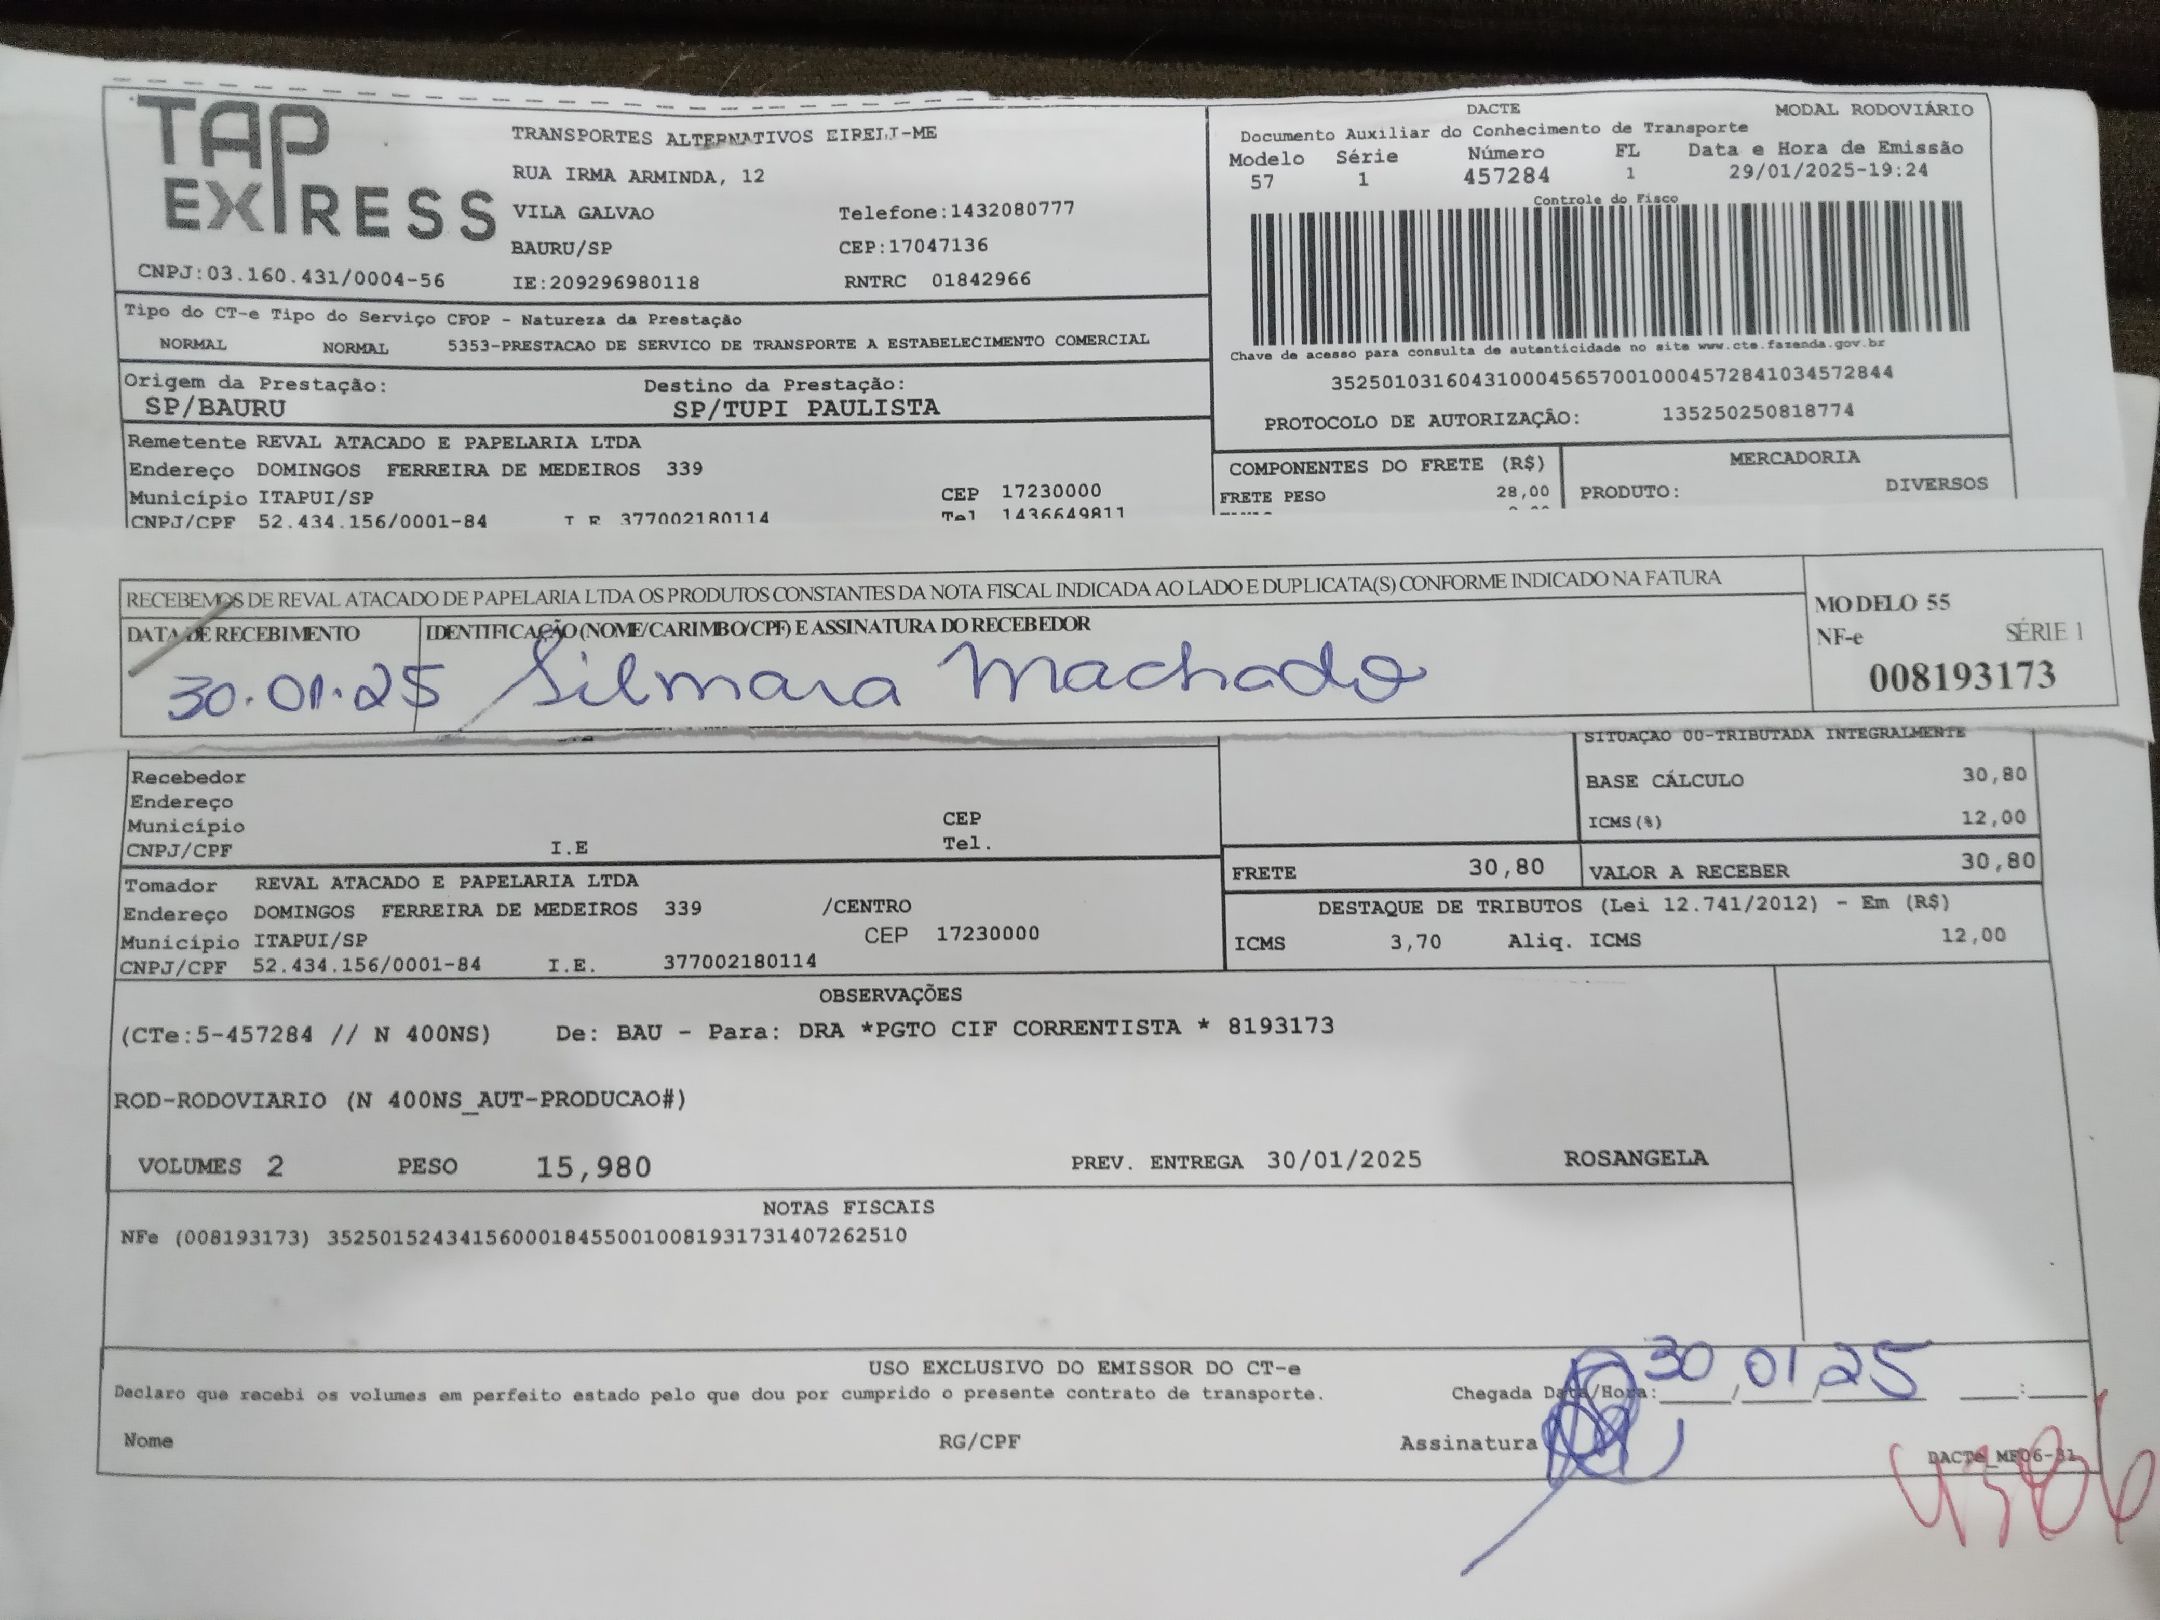 TAP EXPRESS
TRANSPORTES ALTERNATIVOS EIRELI-ME
RUA IRMA ARMINDA, 12
VILA GALVAO Telefone:1432080777
BAURU/SP CEP:17047136
CNPJ:03.160.431/0004-56 IE:209296980118 RNTRC 01842966
DACTE MODAL RODOVIÁRIO
Documento Auxiliar do Conhecimento de Transporte
Modelo Série Número FL Data e Hora de Emissão
57 1 457284 1 29/01/2025-19:24
Controle do Fisco
Chave de acesso para consulta de autenticidade no site www.cte.fazenda.gov.br
35250103160431000456570010004572841034572844
PROTOCOLO DE AUTORIZAÇÃO: 135250250818774
Tipo do CT-e Tipo do Serviço CFOP - Natureza da Prestação
NORMAL NORMAL 5353-PRESTACAO DE SERVICO DE TRANSPORTE A ESTABELECIMENTO COMERCIAL
Origem da Prestação: Destino da Prestação:
SP/BAURU SP/TUPI PAULISTA
Remetente REVAL ATACADO E PAPELARIA LTDA
Endereço DOMINGOS FERREIRA DE MEDEIROS 339
Município ITAPUI/SP CEP 17230000
CNPJ/CPF 52.434.156/0001-84 I E 377002180114 Tel 1436649811
COMPONENTES DO FRETE (R$) MERCADORIA
FRETE PESO 28,00 PRODUTO: DIVERSOS
RECEBEMOS DE REVAL ATACADO DE PAPELARIA LTDA OS PRODUTOS CONSTANTES DA NOTA FISCAL INDICADA AO LADO E DUPLICATA(S) CONFORME INDICADO NA FATURA
DATA DE RECEBIMENTO IDENTIFICAÇÃO (NOME/CARIMBO/CPF) E ASSINATURA DO RECEBEDOR
30.01.25 Silmara Machado
MODELO 55
NF-e SÉRIE 1
008193173
SITUAÇÃO 00-TRIBUTADA INTEGRALMENTE
BASE CÁLCULO 30,80
ICMS(%) 12,00
Recebedor
Endereço
Município CEP
CNPJ/CPF I.E Tel.
FRETE 30,80 VALOR A RECEBER 30,80
Tomador REVAL ATACADO E PAPELARIA LTDA
Endereço DOMINGOS FERREIRA DE MEDEIROS 339 /CENTRO
Município ITAPUI/SP CEP 17230000
CNPJ/CPF 52.434.156/0001-84 I.E. 377002180114
DESTAQUE DE TRIBUTOS (Lei 12.741/2012) - Em (R$)
ICMS 3,70 Aliq. ICMS 12,00
OBSERVAÇÕES
(CTe:5-457284 // N 400NS) De: BAU - Para: DRA *PGTO CIF CORRENTISTA * 8193173
ROD-RODOVIARIO (N 400NS_AUT-PRODUCAO#)
VOLUMES 2 PESO 15,980 PREV. ENTREGA 30/01/2025 ROSANGELA
NOTAS FISCAIS
NFe (008193173) 35250152434156000184550010081931731407262510
USO EXCLUSIVO DO EMISSOR DO CT-e
Declaro que recebi os volumes em perfeito estado pelo que dou por cumprido o presente contrato de transporte. Chegada Data/Hora: 30/01/25 __:__
Nome RG/CPF Assinatura
DACTe_MF06-31